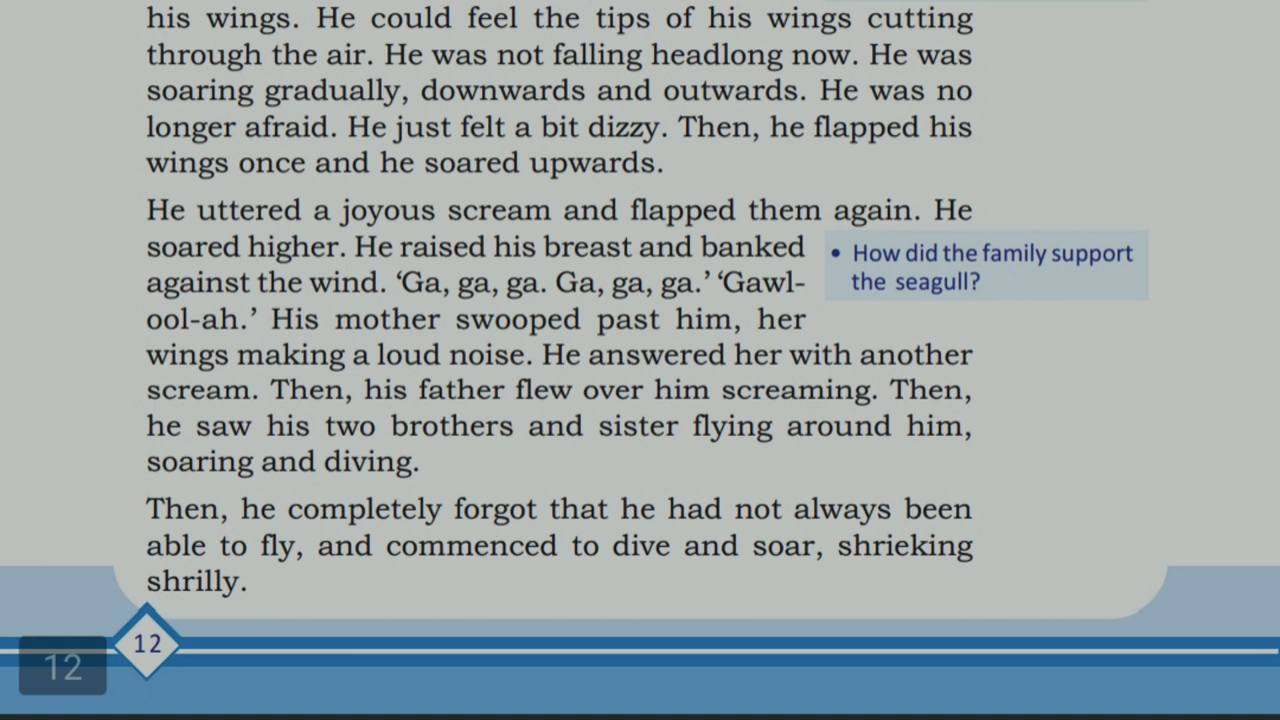 his wings. He could feel the tips of his wings cutting
through the air. He was not falling headlong now. He was
soaring gradually, downwards and outwards. He was no
longer afraid. He just felt a bit dizzy. Then, he flapped his
wings once and he soared upwards.
He uttered a joyous scream and flapped them again. He
soared higher. He raised his breast and banked
against the wind. ‘Ga, ga, ga. Ga, ga, ga.’ ‘Gawl-
ool-ah.’ His mother swooped past him, her
wings making a loud noise. He answered her with another
scream. Then, his father flew over him screaming. Then,
he saw his two brothers and sister flying around him,
soaring and diving.
• How did the family support
the seagull?
Then, he completely forgot that he had not always been
able to fly, and commenced to dive and soar, shrieking
shrilly.
12
12